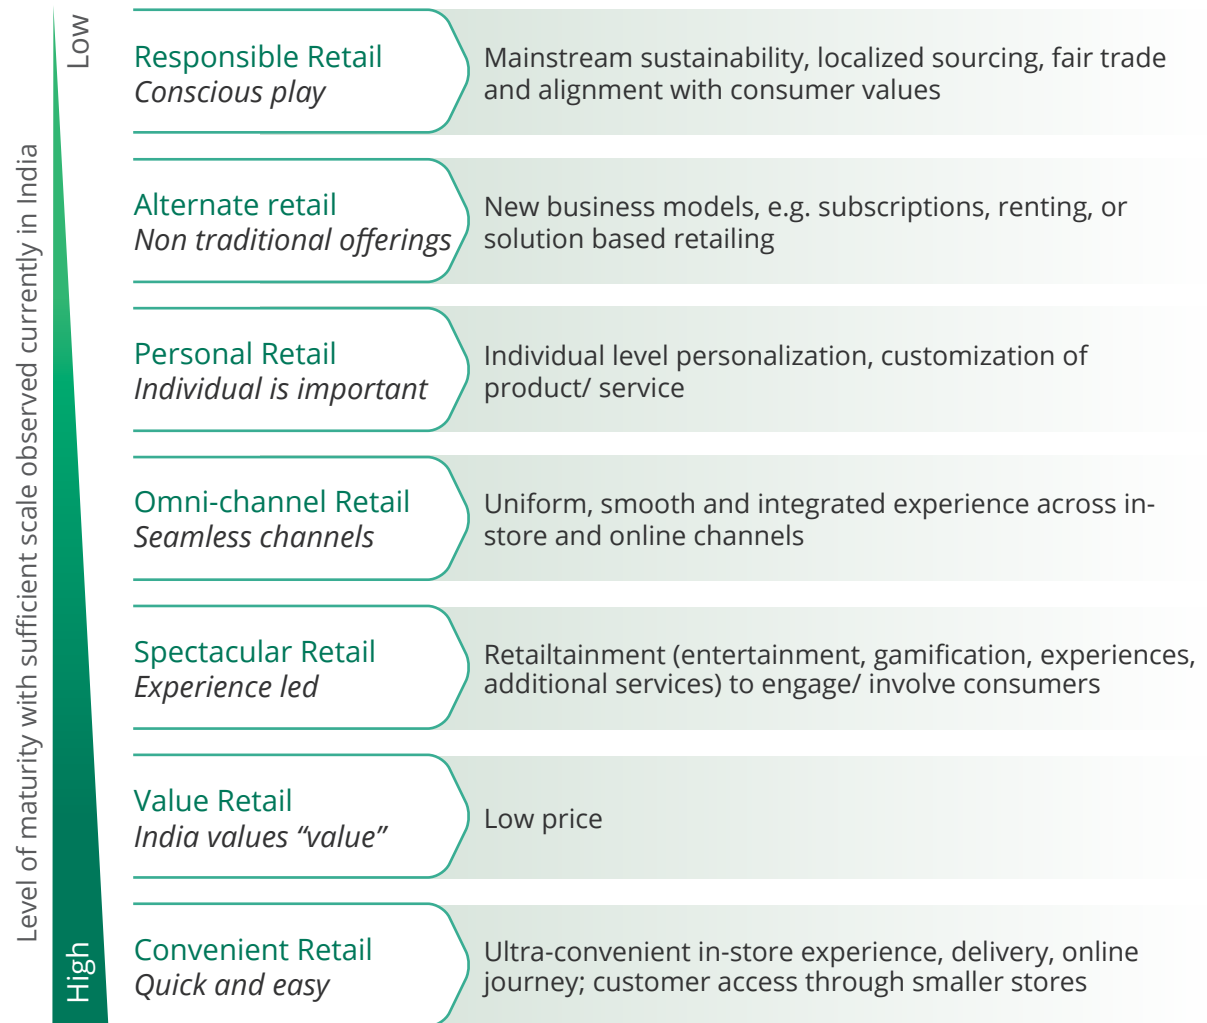 Level of maturity with sufficient scale observed currently in India
Low
Responsible Retail
Conscious play
Mainstream sustainability, localized sourcing, fair trade
and alignment with consumer values
Alternate retail
Non traditional offerings
New business models, e.g. subscriptions, renting, or
solution based retailing
Personal Retail
Individual is important
Individual level personalization, customization of
product/ service
Omni-channel Retail
Seamless channels
Uniform, smooth and integrated experience across in-
store and online channels
Spectacular Retail
Experience led
Retailtainment (entertainment, gamification, experiences,
additional services) to engage/ involve consumers
Value Retail
India values “value”
Low price
High
Convenient Retail
Quick and easy
Ultra-convenient in-store experience, delivery, online
journey; customer access through smaller stores